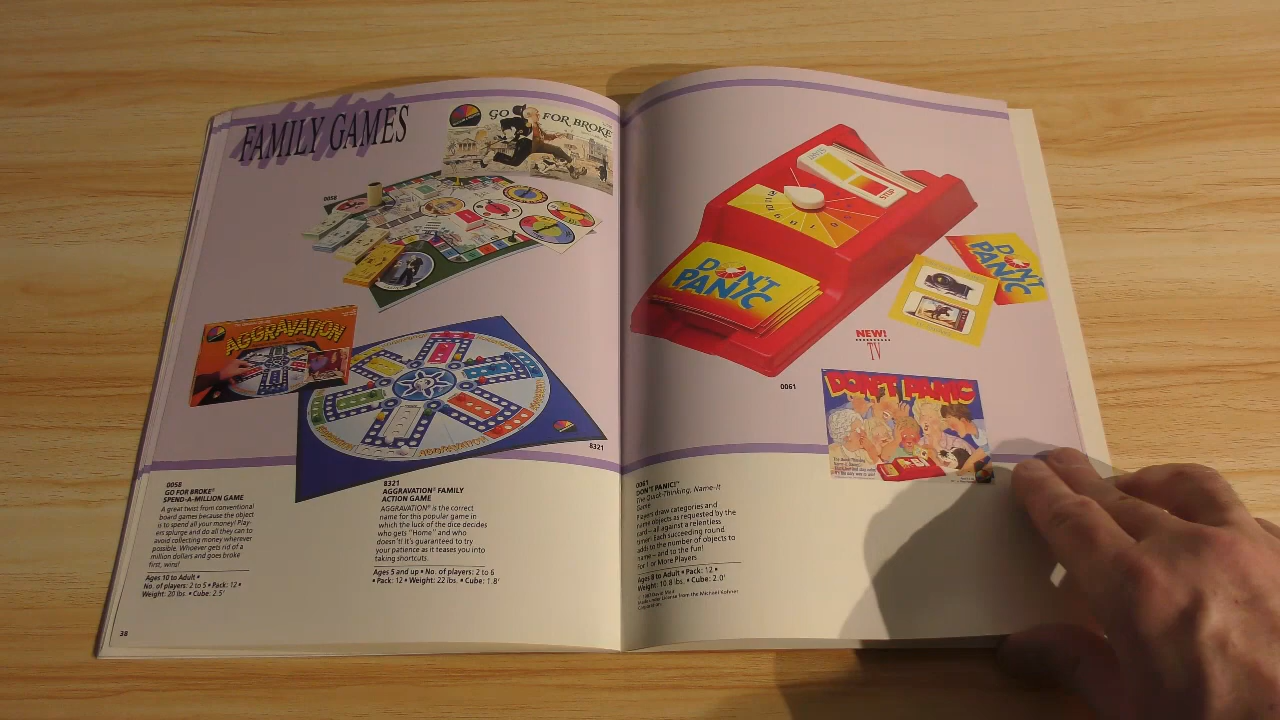 FAMILY GAMES
GO FOR BROKE
0058
AGGRAVATION
AGGRAVATION
8321
0058
GO FOR BROKE®
SPEND-A-MILLION GAME
A great twist from conventional
board games because the object
is to spend all your money! Play-
ers splurge and do all they can to
avoid collecting money wherever
possible. Whoever gets rid of a
million dollars and goes broke
first, wins!
Ages 10 to Adult •
No. of players: 2 to 5 • Pack: 12 •
Weight: 20 lbs. • Cube: 2.5'
8321
AGGRAVATION® FAMILY
ACTION GAME
AGGRAVATION® is the correct
name for this popular game in
which the luck of the dice decides
who gets "Home" and who
doesn't! It's guaranteed to try
your patience as it teases you into
taking shortcuts.
Ages 5 and up • No. of players: 2 to 6
• Pack: 12 • Weight: 22 lbs. • Cube: 1.8'
38
STOP
DON'T
PANIC
DON'T
PANIC
NEW!
TV
0061
DON'T PANIC
0061
DON'T PANIC!™
The Quick-Thinking, Name-It
Game
Players draw categories and
name objects as requested by the
card—all against a relentless
timer! Each succeeding round
adds to the number of objects to
name—and to the fun!
For 1 or More Players
Ages 8 to Adult • Pack: 12 •
Weight: 10.8 lbs. • Cube: 2.0'